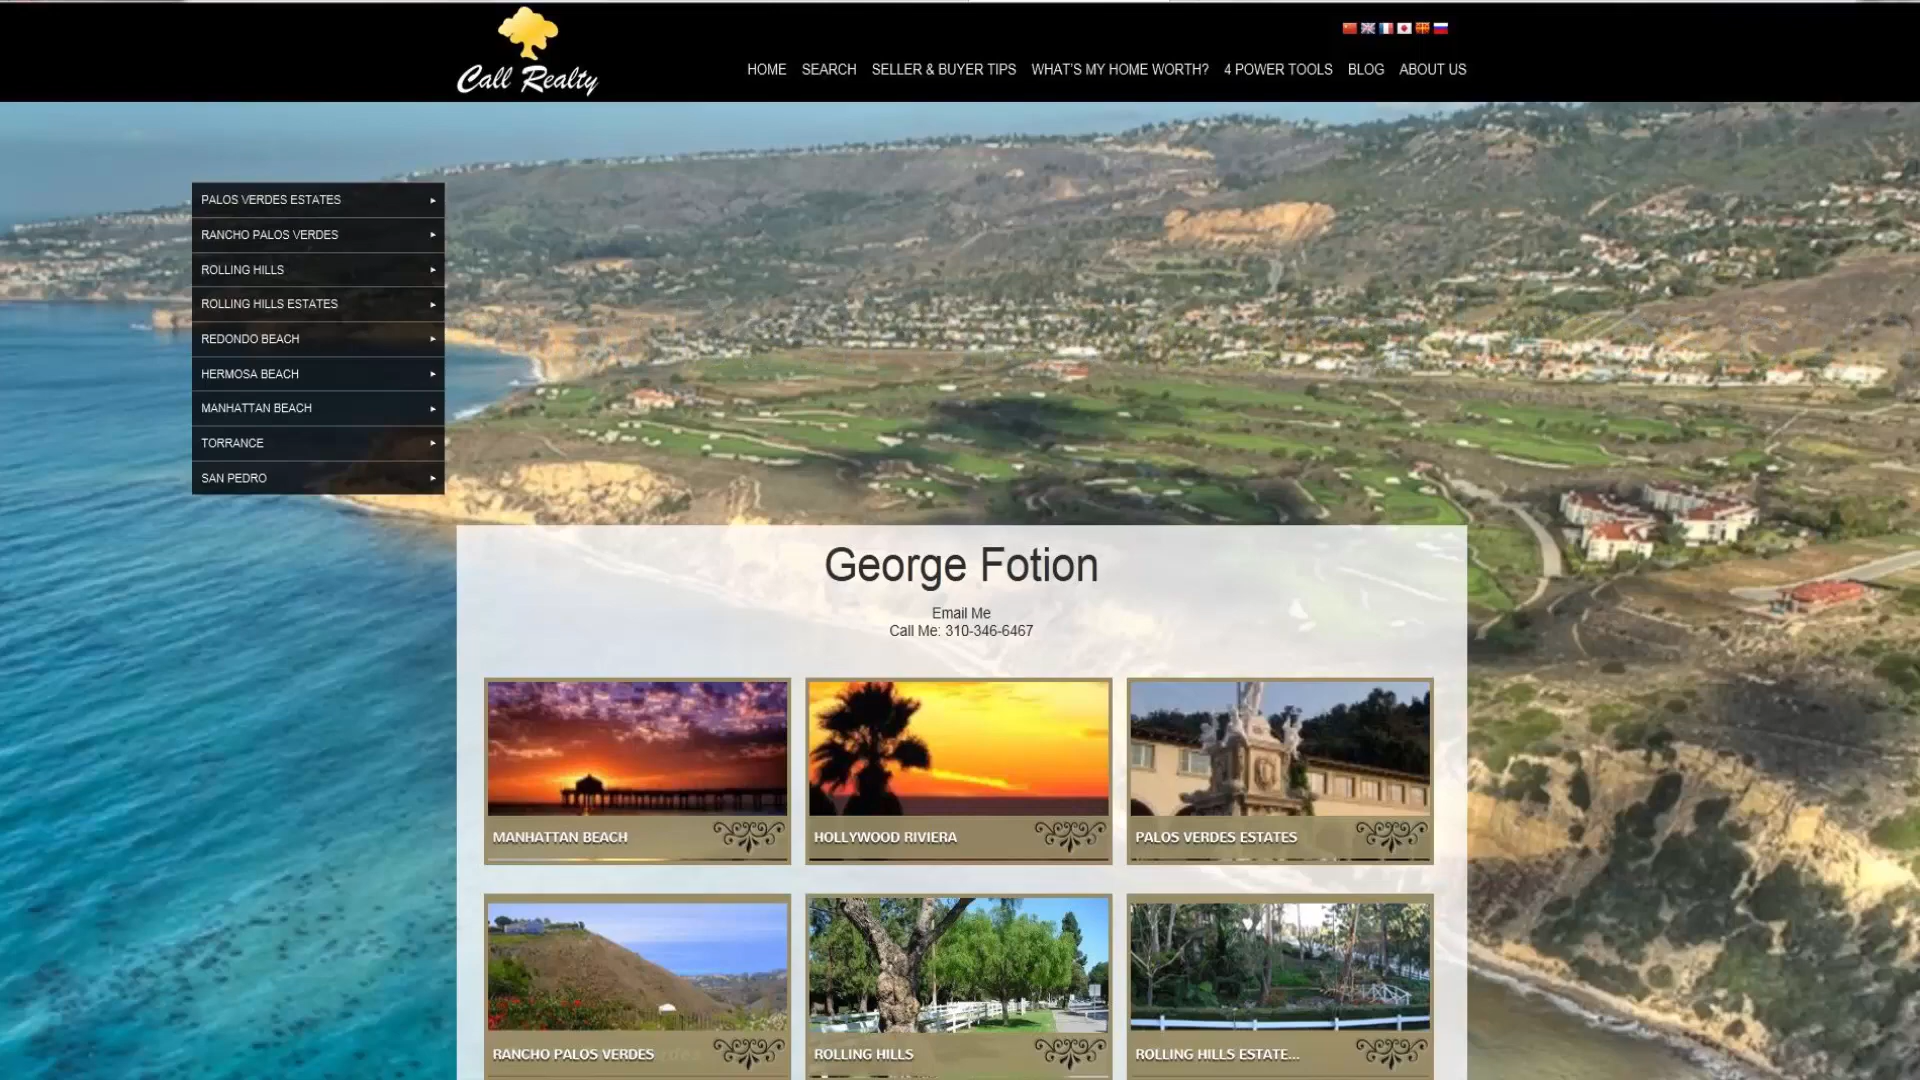 Call Realty
HOME SEARCH SELLER & BUYER TIPS WHAT'S MY HOME WORTH? 4 POWER TOOLS BLOG ABOUT US
PALOS VERDES ESTATES
RANCHO PALOS VERDES
ROLLING HILLS
ROLLING HILLS ESTATES
REDONDO BEACH
HERMOSA BEACH
MANHATTAN BEACH
TORRANCE
SAN PEDRO
George Fotion
Email Me
Call Me: 310-346-6467
MANHATTAN BEACH
HOLLYWOOD RIVIERA
PALOS VERDES ESTATES
RANCHO PALOS VERDES
ROLLING HILLS
ROLLING HILLS ESTATE...